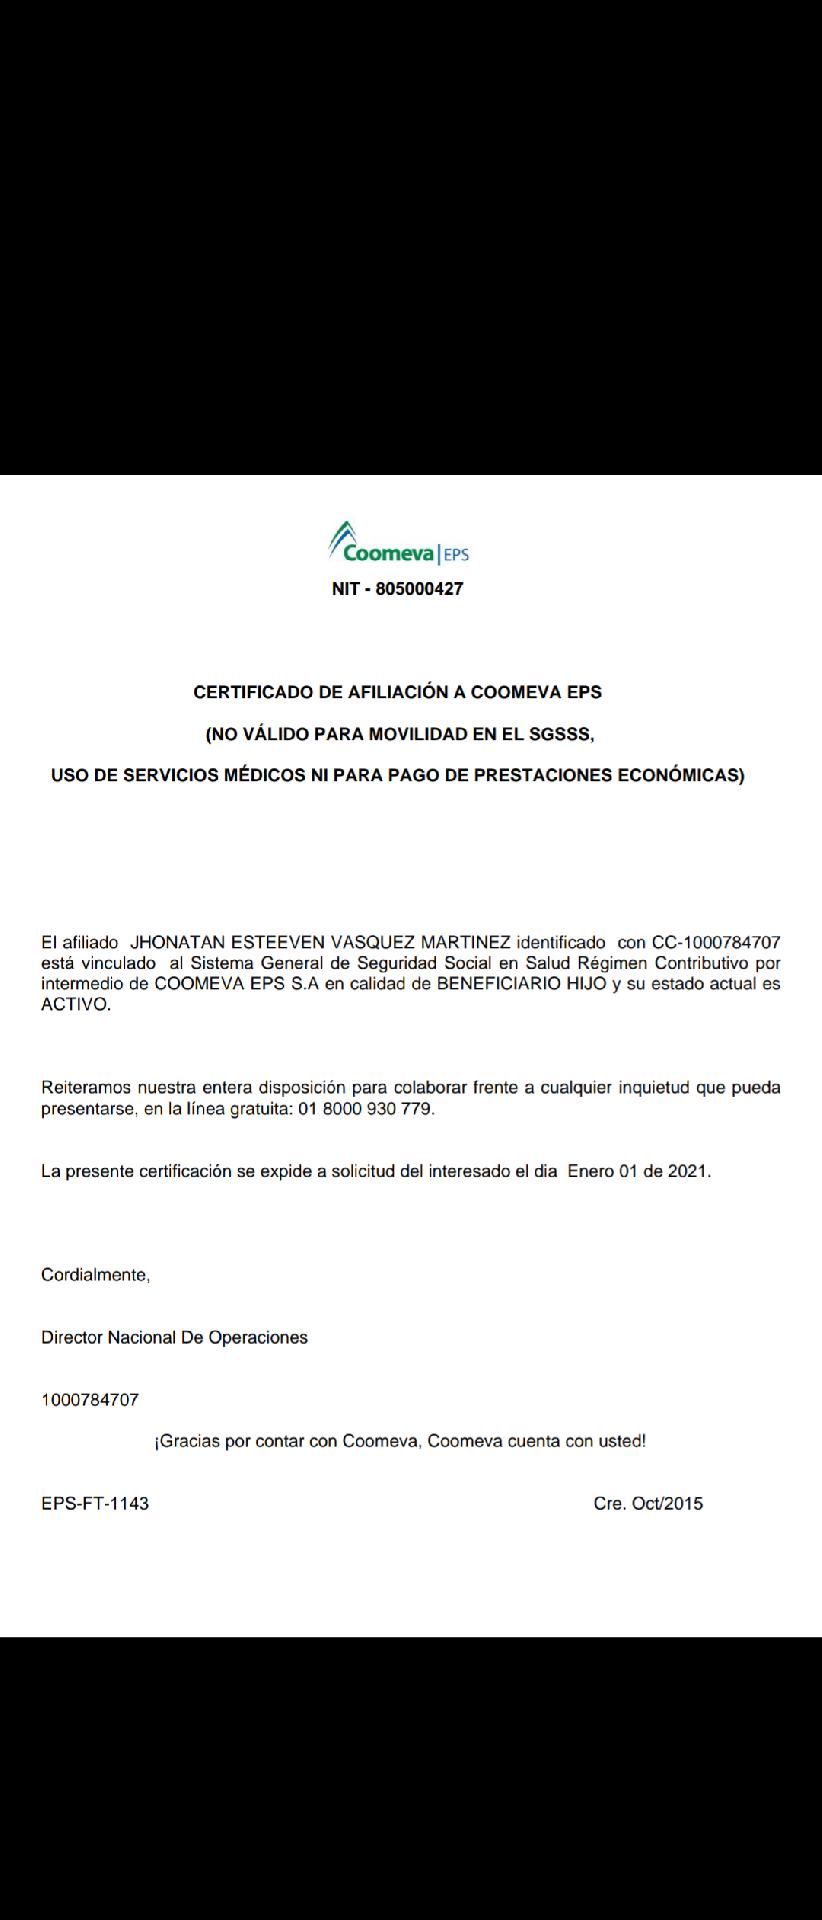 Coomeva EPS
NIT - 805000427
CERTIFICADO DE AFILIACIÓN A COOMEVA EPS
(NO VÁLIDO PARA MOVILIDAD EN EL SGSSS,
USO DE SERVICIOS MÉDICOS NI PARA PAGO DE PRESTACIONES ECONÓMICAS)
El afiliado JHONATAN ESTEEVEN VASQUEZ MARTINEZ identificado con CC-1000784707
está vinculado al Sistema General de Seguridad Social en Salud Régimen Contributivo por
intermedio de COOMEVA EPS S.A en calidad de BENEFICIARIO HIJO y su estado actual es
ACTIVO.
Reiteramos nuestra entera disposición para colaborar frente a cualquier inquietud que pueda
presentarse, en la línea gratuita: 01 8000 930 779.
La presente certificación se expide a solicitud del interesado el dia Enero 01 de 2021.
Cordialmente,
Director Nacional De Operaciones
1000784707
¡Gracias por contar con Coomeva, Coomeva cuenta con usted!
EPS-FT-1143 Cre. Oct/2015